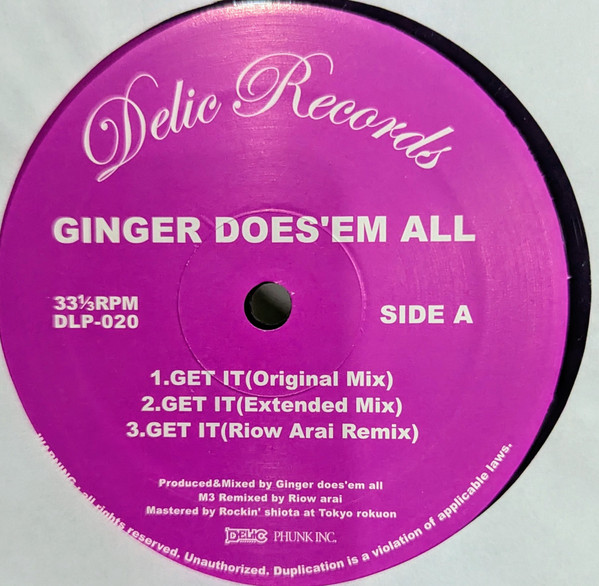 Delic Records
GINGER DOES'EM ALL
33⅓RPM
DLP-020
SIDE A
1.GET IT(Original Mix)
2.GET IT(Extended Mix)
3.GET IT(Riow Arai Remix)
Produced&Mixed by Ginger does'em all
M3 Remixed by Riow arai
Mastered by Rockin' shiota at Tokyo rokuon
DELIC PHUNK INC.
all rights reserved. Unauthorized. Duplication is a violation of applicable laws.